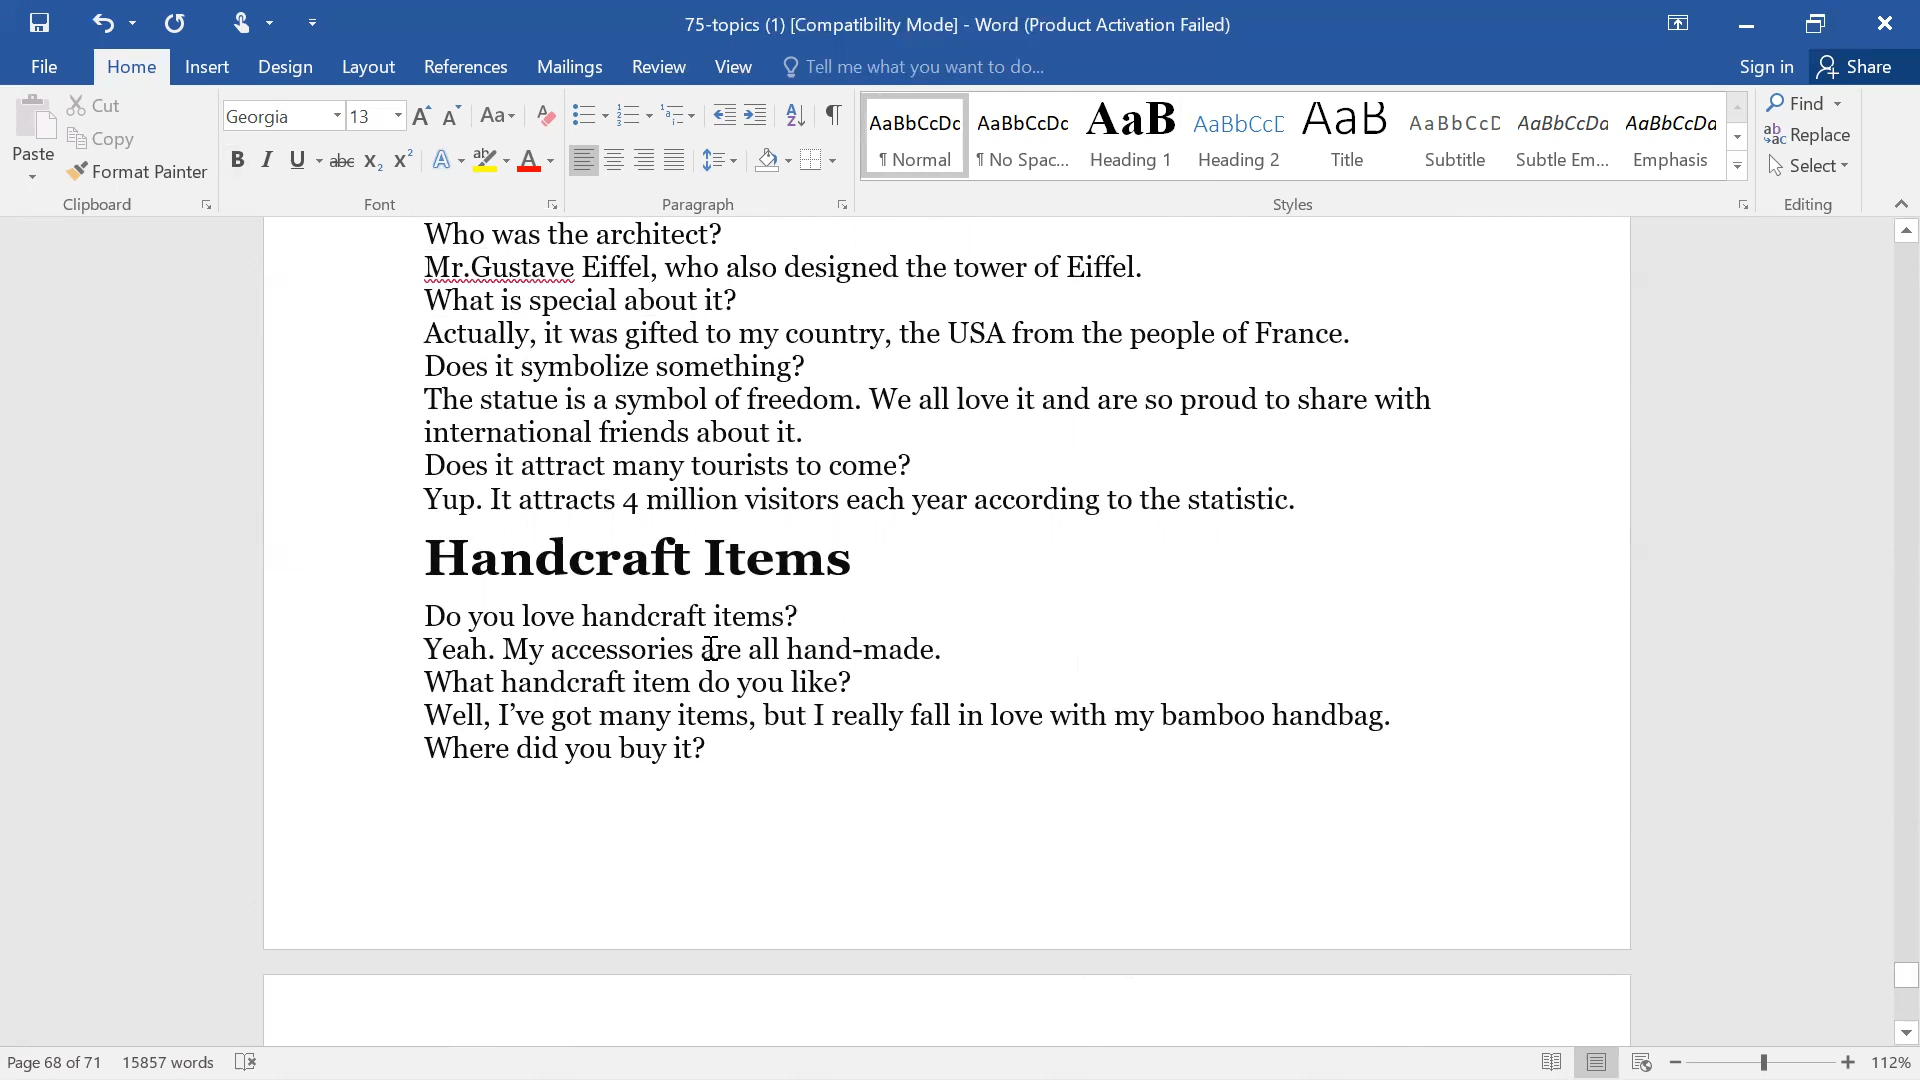 75-topics (1) [Compatibility Mode] - Word (Product Activation Failed)
File Home Insert Design Layout References Mailings Review View Tell me what you want to do... Sign in Share
Paste
Cut
Copy
Format Painter
Clipboard
Georgia 13
Font
Paragraph
AaBbCcDc AaBbCcDc AaB AaBbCcD AaB AaBbCcD AaBbCcDd AaBbCcDd
¶ Normal ¶ No Spac... Heading 1 Heading 2 Title Subtitle Subtle Em... Emphasis
Styles
Find
Replace
Select
Editing
Who was the architect?
Mr.Gustave Eiffel, who also designed the tower of Eiffel.
What is special about it?
Actually, it was gifted to my country, the USA from the people of France.
Does it symbolize something?
The statue is a symbol of freedom. We all love it and are so proud to share with
international friends about it.
Does it attract many tourists to come?
Yup. It attracts 4 million visitors each year according to the statistic.
Handcraft Items
Do you love handcraft items?
Yeah. My accessories are all hand-made.
What handcraft item do you like?
Well, I’ve got many items, but I really fall in love with my bamboo handbag.
Where did you buy it?
Page 68 of 71 15857 words 112%